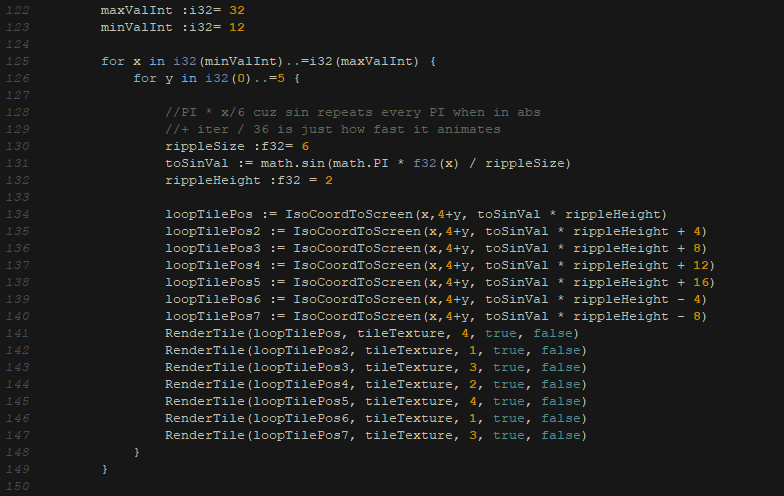 122 maxValInt :i32= 32
123 minValInt :i32= 12
124
125 for x in i32(minValInt)..=i32(maxValInt) {
126 for y in i32(0)..=5 {
127
128 //PI * x/6 cuz sin repeats every PI when in abs
129 //+ iter / 36 is just how fast it animates
130 rippleSize :f32= 6
131 toSinVal := math.sin(math.PI * f32(x) / rippleSize)
132 rippleHeight :f32 = 2
133
134 loopTilePos := IsoCoordToScreen(x,4+y, toSinVal * rippleHeight)
135 loopTilePos2 := IsoCoordToScreen(x,4+y, toSinVal * rippleHeight + 4)
136 loopTilePos3 := IsoCoordToScreen(x,4+y, toSinVal * rippleHeight + 8)
137 loopTilePos4 := IsoCoordToScreen(x,4+y, toSinVal * rippleHeight + 12)
138 loopTilePos5 := IsoCoordToScreen(x,4+y, toSinVal * rippleHeight + 16)
139 loopTilePos6 := IsoCoordToScreen(x,4+y, toSinVal * rippleHeight - 4)
140 loopTilePos7 := IsoCoordToScreen(x,4+y, toSinVal * rippleHeight - 8)
141 RenderTile(loopTilePos, tileTexture, 4, true, false)
142 RenderTile(loopTilePos2, tileTexture, 1, true, false)
143 RenderTile(loopTilePos3, tileTexture, 3, true, false)
144 RenderTile(loopTilePos4, tileTexture, 2, true, false)
145 RenderTile(loopTilePos5, tileTexture, 4, true, false)
146 RenderTile(loopTilePos6, tileTexture, 1, true, false)
147 RenderTile(loopTilePos7, tileTexture, 3, true, false)
148 }
149 }
150